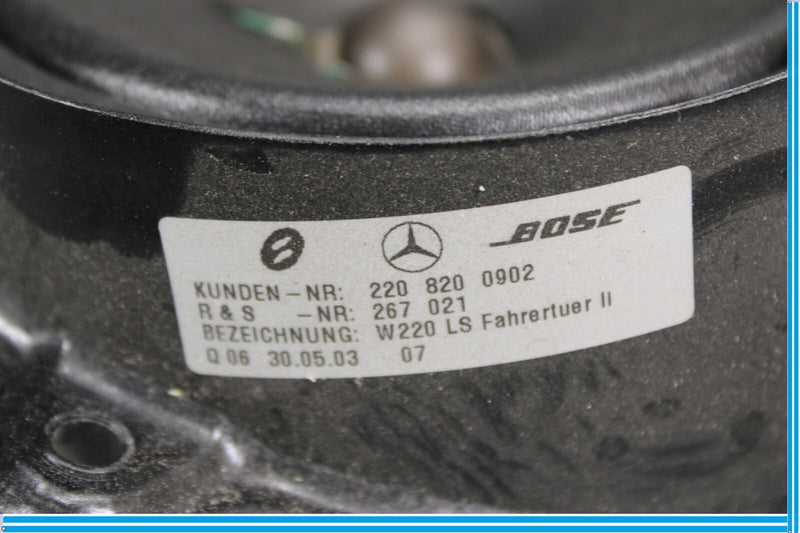 BOSE
KUNDEN-NR: 220 820 0902
R & S -NR: 267 021
BEZEICHNUNG: W220 LS Fahrertuer II
Q 06 30.05.03 07